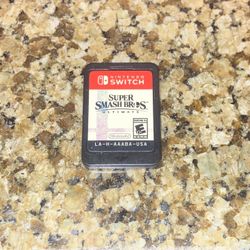 NINTENDO
SWITCH
SUPER
SMASH BROS.
ULTIMATE
E
LA-H-AAABA-USA